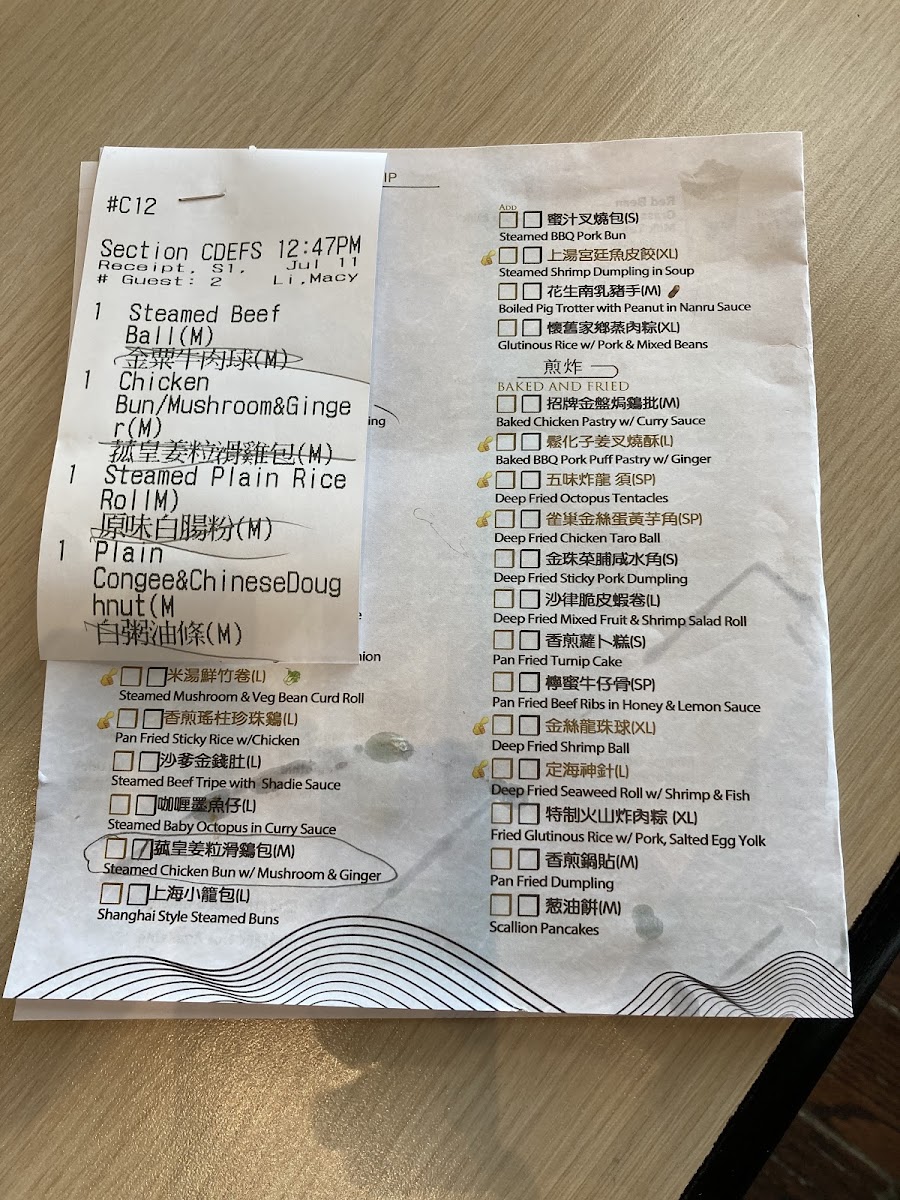 #C12
Section CDEFS 12:47PM
Receipt. S1, Jul 11
# Guest: 2 Li,Macy
1 Steamed Beef
Ball(M)
金粟牛肉球(M)
1 Chicken
Bun/Mushroom&Ginge
r(M)
菰皇姜粒滑雞包(M)
1 Steamed Plain Rice
RollM)
原味白腸粉(M)
1 Plain
Congee&ChineseDoug
hnut(M
白粥油條(M)
米湯鮮竹卷(L)
Steamed Mushroom & Veg Bean Curd Roll
香煎瑤柱珍珠鷄(L)
Pan Fried Sticky Rice w/Chicken
沙爹金錢肚(L)
Steamed Beef Tripe with Shadie Sauce
咖喱墨魚仔(L)
Steamed Baby Octopus in Curry Sauce
菰皇姜粒滑鷄包(M)
Steamed Chicken Bun w/ Mushroom & Ginger
上海小籠包(L)
Shanghai Style Steamed Buns
ADD
蜜汁叉燒包(S)
Steamed BBQ Pork Bun
上湯宮廷魚皮餃(XL)
Steamed Shrimp Dumpling in Soup
花生南乳豬手(M)
Boiled Pig Trotter with Peanut in Nanru Sauce
懷舊家鄉蒸肉粽(XL)
Glutinous Rice w/ Pork & Mixed Beans
煎炸
BAKED AND FRIED
招牌金盤焗鷄批(M)
Baked Chicken Pastry w/ Curry Sauce
鬆化子姜叉燒酥(L)
Baked BBQ Pork Puff Pastry w/ Ginger
五味炸龍 須(SP)
Deep Fried Octopus Tentacles
雀巢金絲蛋黃芋角(SP)
Deep Fried Chicken Taro Ball
金珠菜脯咸水角(S)
Deep Fried Sticky Pork Dumpling
沙律脆皮蝦卷(L)
Deep Fried Mixed Fruit & Shrimp Salad Roll
香煎蘿卜糕(S)
Pan Fried Turnip Cake
檸蜜牛仔骨(SP)
Pan Fried Beef Ribs in Honey & Lemon Sauce
金絲龍珠球(XL)
Deep Fried Shrimp Ball
定海神針(L)
Deep Fried Seaweed Roll w/ Shrimp & Fish
特制火山炸肉粽 (XL)
Fried Glutinous Rice w/ Pork, Salted Egg Yolk
香煎鍋貼(M)
Pan Fried Dumpling
葱油餅(M)
Scallion Pancakes